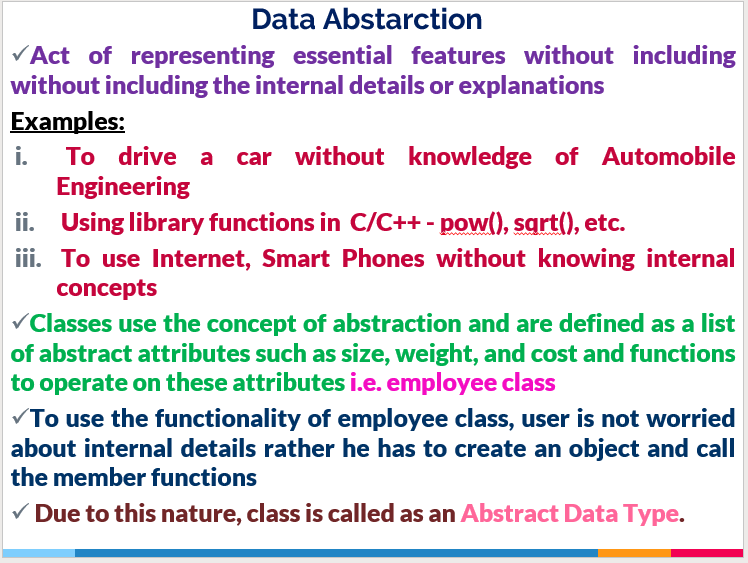 Data Abstarction
✓Act of representing essential features without including
without including the internal details or explanations
Examples:
i. To drive a car without knowledge of Automobile
Engineering
ii. Using library functions in C/C++ - pow(), sqrt(), etc.
iii. To use Internet, Smart Phones without knowing internal
concepts
✓Classes use the concept of abstraction and are defined as a list
of abstract attributes such as size, weight, and cost and functions
to operate on these attributes i.e. employee class
✓To use the functionality of employee class, user is not worried
about internal details rather he has to create an object and call
the member functions
✓ Due to this nature, class is called as an Abstract Data Type.